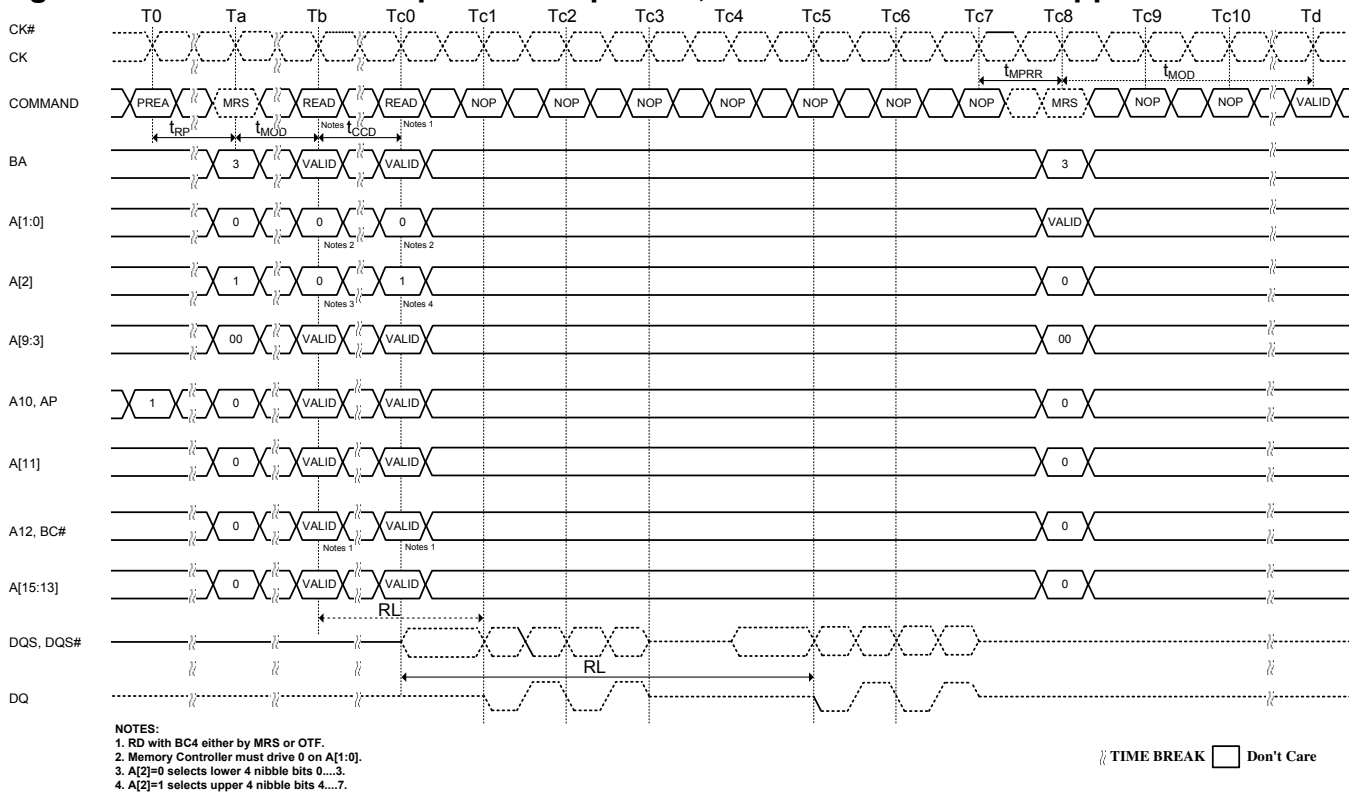 T0 Ta Tb Tc0 Tc1 Tc2 Tc3 Tc4 Tc5 Tc6 Tc7 Tc8 Tc9 Tc10 Td
CK#
CK
tMPRR tMOD
COMMAND PREA MRS READ READ NOP NOP NOP NOP NOP NOP NOP MRS NOP NOP VALID
Notes Notes 1
tRP tMOD tCCD
BA 3 VALID VALID 3
A[1:0] 0 0 0 VALID
Notes 2 Notes 2
A[2] 1 0 1 0
Notes 3 Notes 4
A[9:3] 00 VALID VALID 00
A10, AP 1 0 VALID VALID 0
A[11] 0 VALID VALID 0
A12, BC# 0 VALID VALID 0
Notes 1 Notes 1
A[15:13] 0 VALID VALID 0
RL
DQS, DQS#
RL
DQ
NOTES:
1. RD with BC4 either by MRS or OTF.
2. Memory Controller must drive 0 on A[1:0].
3. A[2]=0 selects lower 4 nibble bits 0....3.
4. A[2]=1 selects upper 4 nibble bits 4....7.
TIME BREAK Don't Care